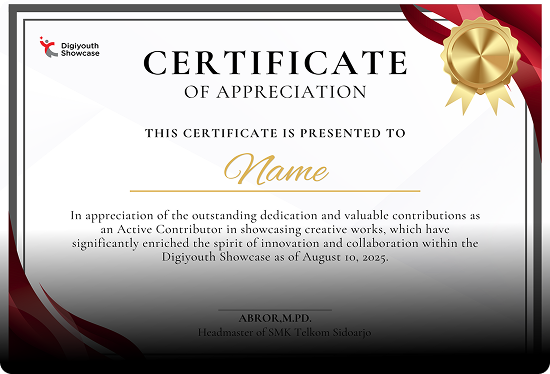 Digiyouth
Showcase
CERTIFICATE
OF APPRECIATION
THIS CERTIFICATE IS PRESENTED TO
Name
In appreciation of the outstanding dedication and valuable contributions as
an Active Contributor in showcasing creative works, which have
significantly enriched the spirit of innovation and collaboration within the
Digiyouth Showcase as of August 10, 2025.
ABROR,M.PD.
Headmaster of SMK Telkom Sidoarjo